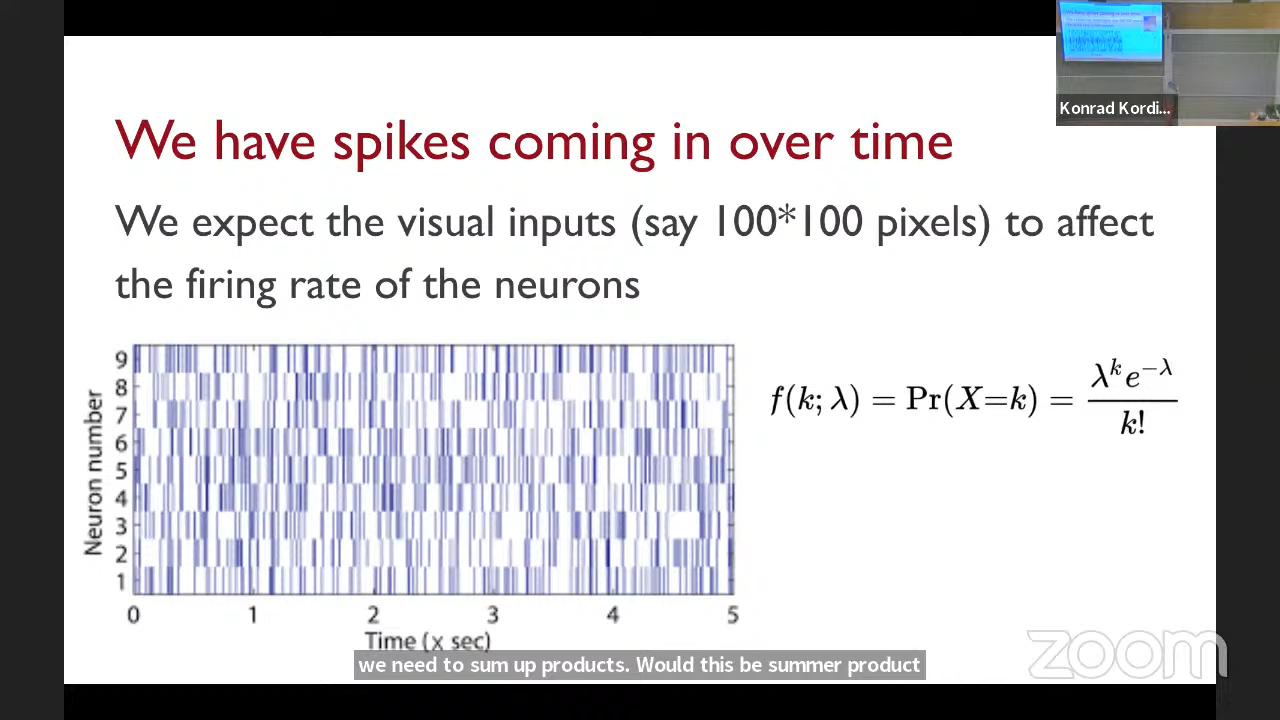 Konrad Kordi...
We have spikes coming in over time
We expect the visual inputs (say 100*100 pixels) to affect
the firing rate of the neurons
Neuron number
9
8
7
6
5
4
3
2
1
0 1 2 3 4 5
Time (x sec)
f(k; λ) = Pr(X=k) = λ^k e^−λ / k!
we need to sum up products. Would this be summer product
zoom